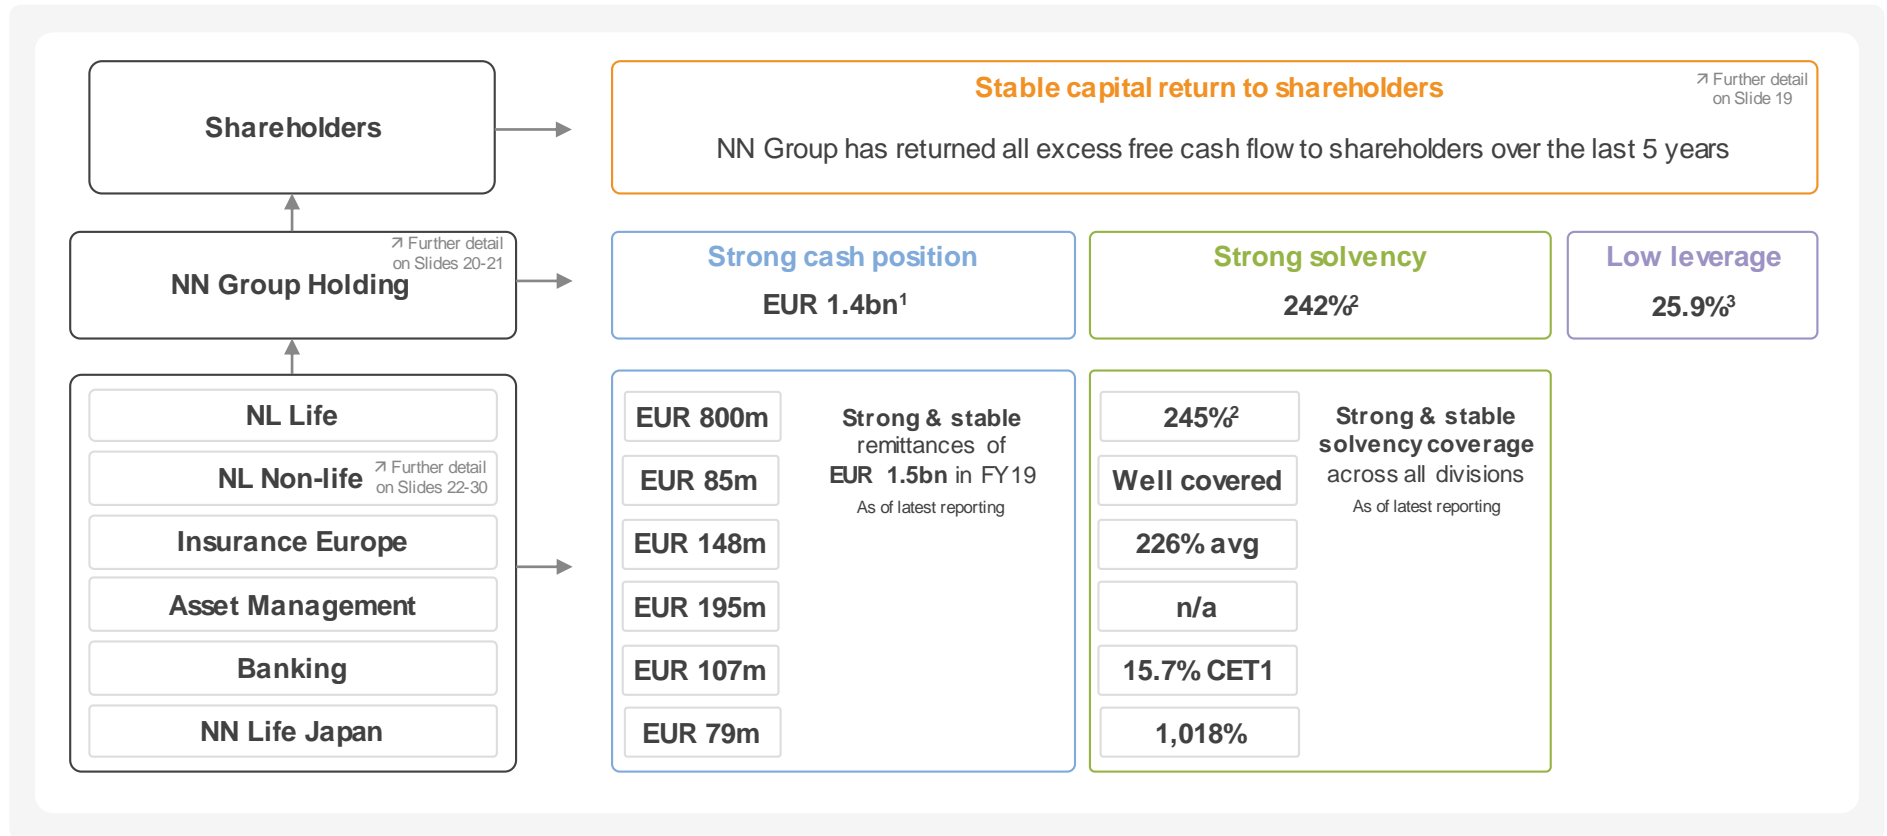 Shareholders
Stable capital return to shareholders
↗ Further detail
on Slide 19
NN Group has returned all excess free cash flow to shareholders over the last 5 years
↗ Further detail
on Slides 20-21
NN Group Holding
Strong cash position
EUR 1.4bn¹
Strong solvency
242%²
Low leverage
25.9%³
NL Life
NL Non-life
↗ Further detail
on Slides 22-30
Insurance Europe
Asset Management
Banking
NN Life Japan
EUR 800m
EUR 85m
EUR 148m
EUR 195m
EUR 107m
EUR 79m
Strong & stable
remittances of
EUR 1.5bn in FY19
As of latest reporting
245%²
Well covered
226% avg
n/a
15.7% CET1
1,018%
Strong & stable
solvency coverage
across all divisions
As of latest reporting